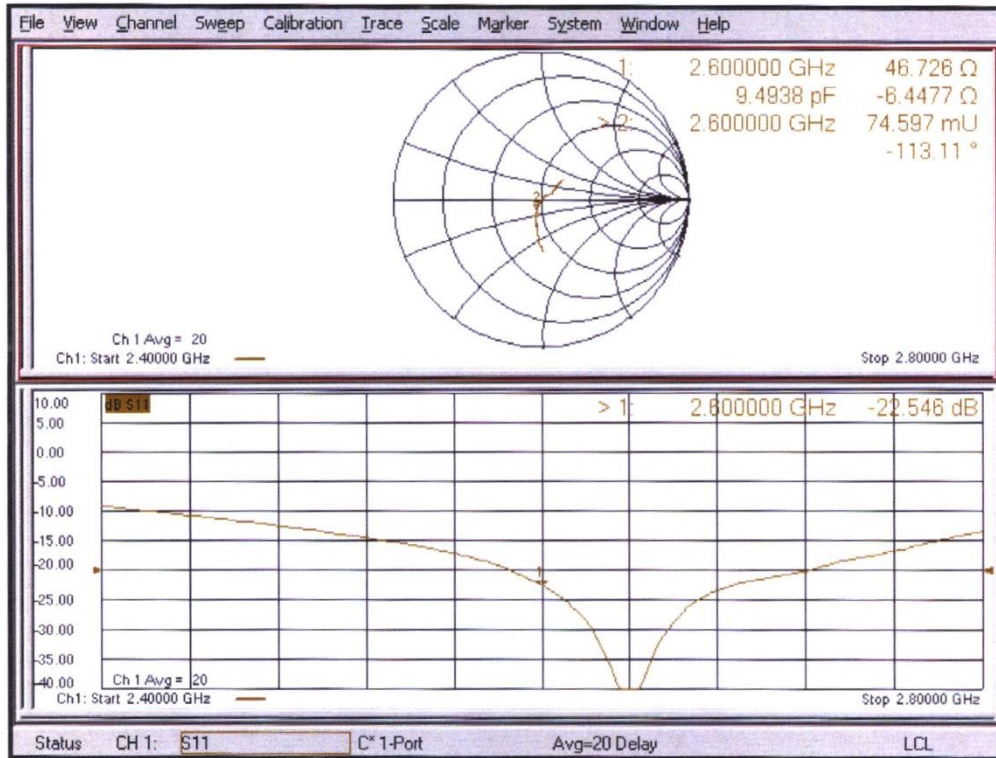 File View Channel Sweep Calibration Trace Scale Marker System Window Help
1: 2.600000 GHz 46.726 Ω
9.4938 pF -6.4477 Ω
> 2: 2.600000 GHz 74.597 mU
-113.11 °
2
Ch 1 Avg = 20
Ch1: Start 2.40000 GHz
Stop 2.80000 GHz
10.00 dB S11 > 1: 2.600000 GHz -22.546 dB
5.00
0.00
-5.00
-10.00
-15.00
-20.00
1
-25.00
-30.00
-35.00
-40.00 Ch 1 Avg = 20
Ch1: Start 2.40000 GHz
Stop 2.80000 GHz
Status CH 1: S11 C* 1-Port Avg=20 Delay LCL